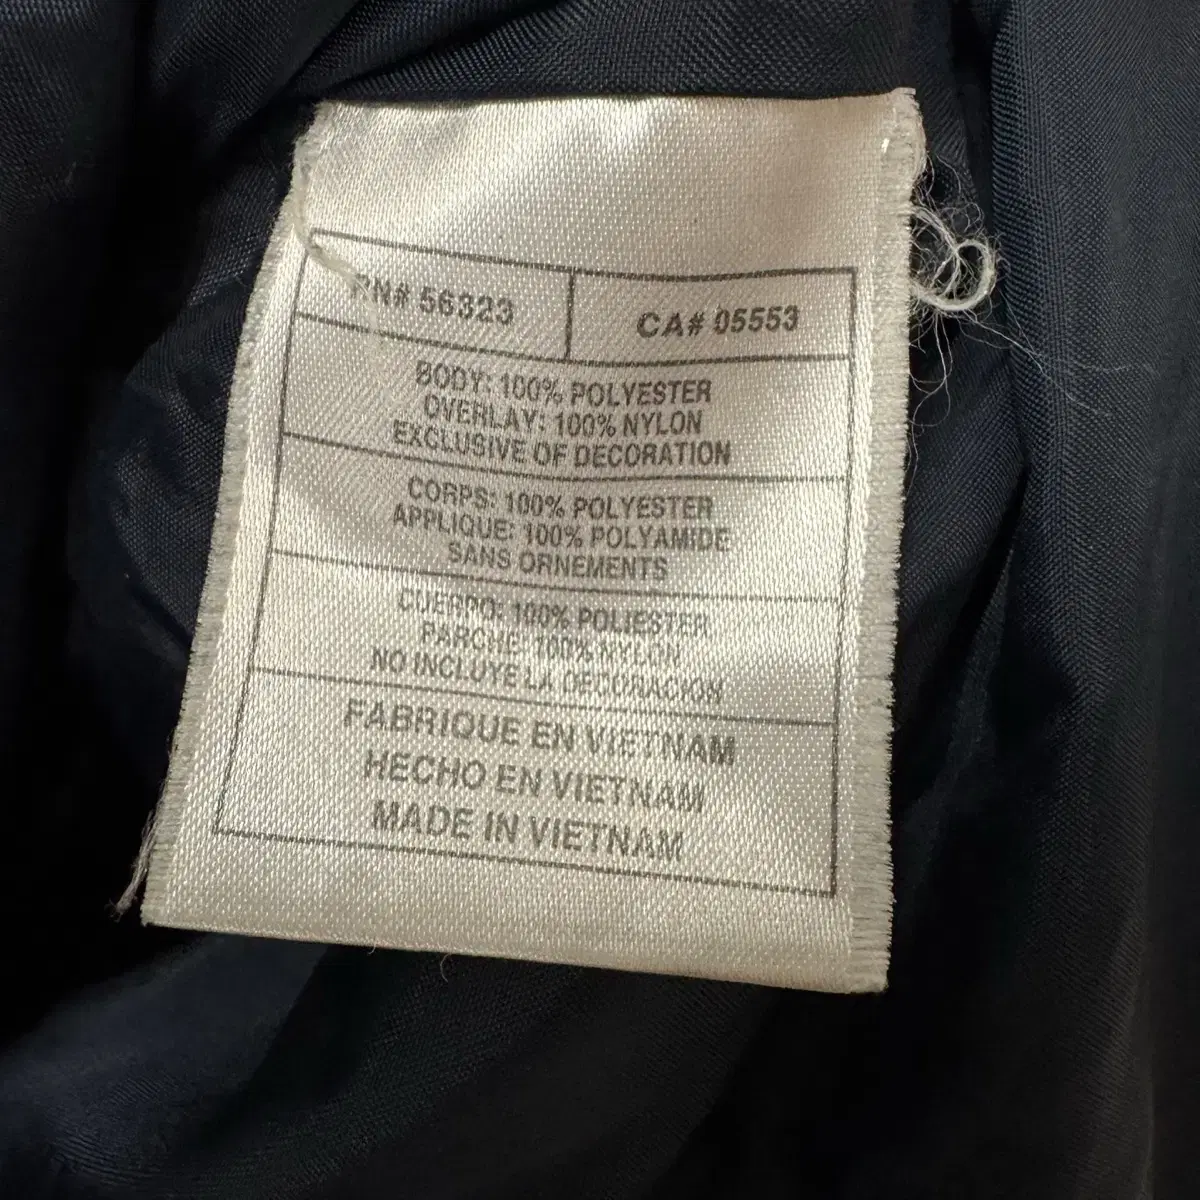 RN# 56323 CA# 05553
BODY: 100% POLYESTER
OVERLAY: 100% NYLON
EXCLUSIVE OF DECORATION
CORPS: 100% POLYESTER
APPLIQUE: 100% POLYAMIDE
SANS ORNEMENTS
CUERPO: 100% POLIESTER
PARCHE: 100% NYLON
NO INCLUYE LA DECORACION
FABRIQUE EN VIETNAM
HECHO EN VIETNAM
MADE IN VIETNAM